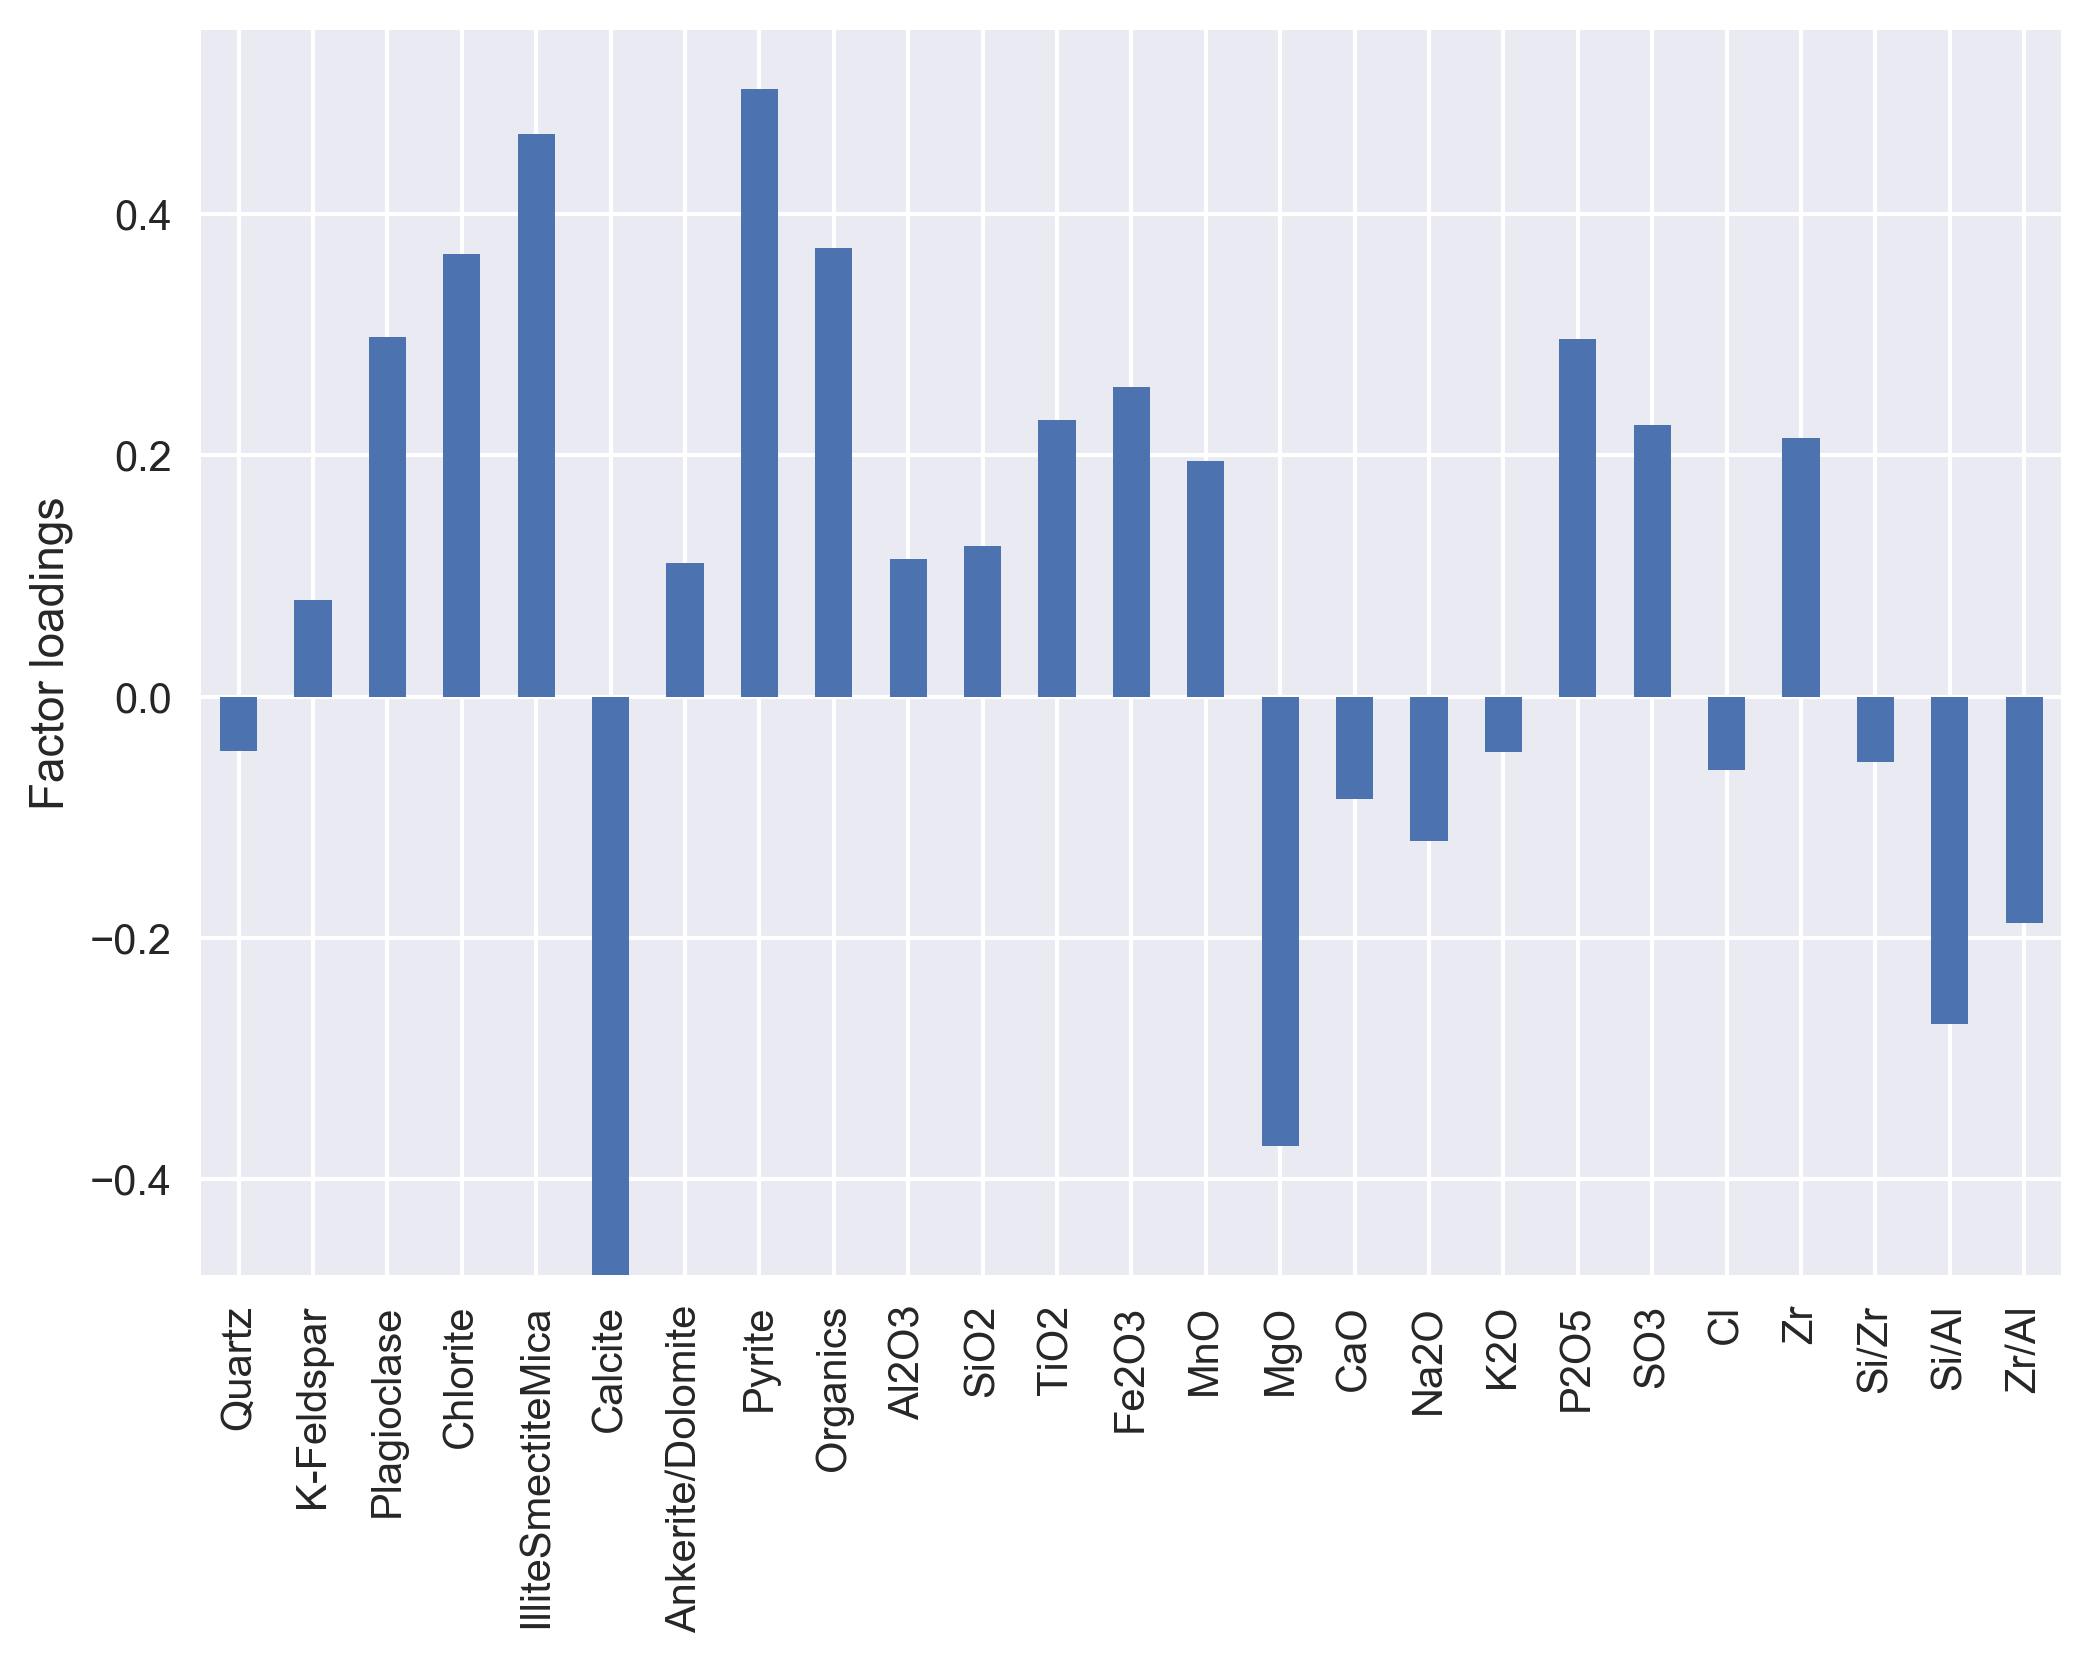 Factor loadings
0.4
0.2
0.0
−0.2
−0.4
Quartz
K-Feldspar
Plagioclase
Chlorite
IlliteSmectiteMica
Calcite
Ankerite/Dolomite
Pyrite
Organics
Al2O3
SiO2
TiO2
Fe2O3
MnO
MgO
CaO
Na2O
K2O
P2O5
SO3
Cl
Zr
Si/Zr
Si/Al
Zr/Al